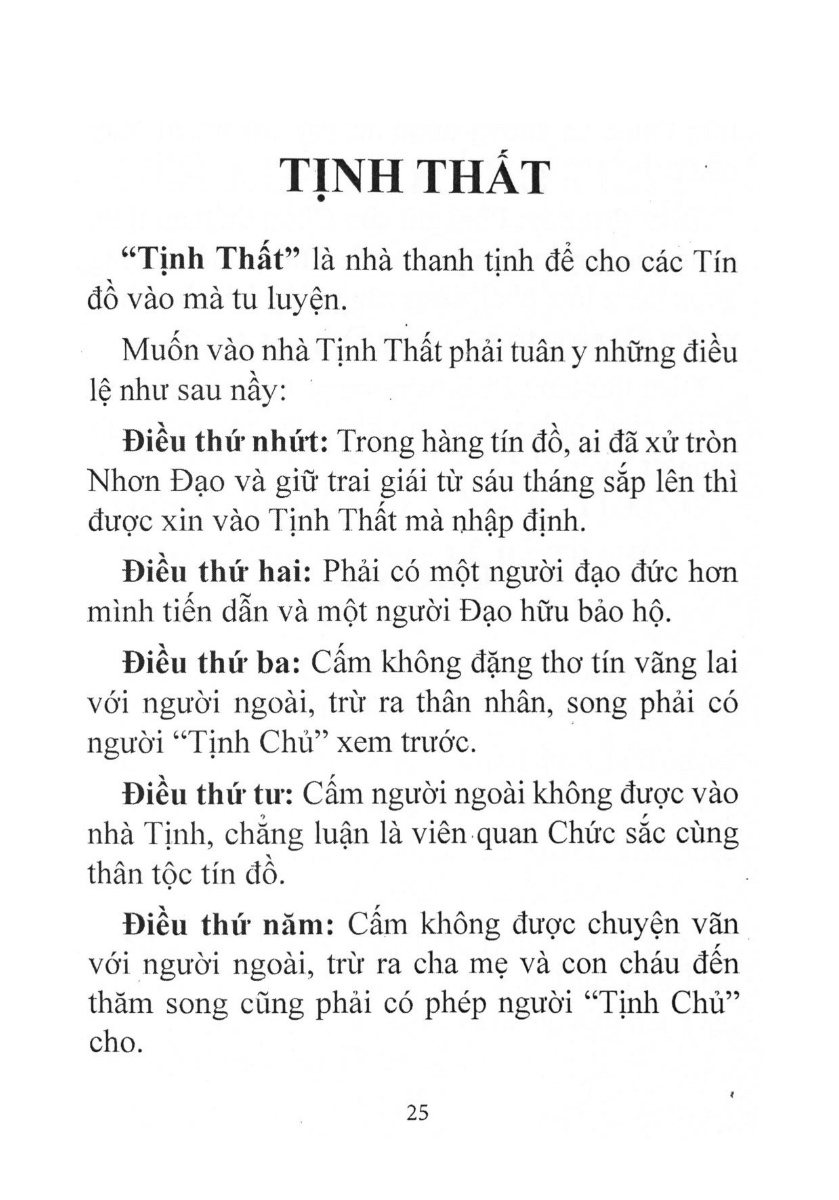 TỊNH THẤT
“Tịnh Thất” là nhà thanh tịnh để cho các Tín
đồ vào mà tu luyện.
Muốn vào nhà Tịnh Thất phải tuân y những điều
lệ như sau nầy:
Điều thứ nhứt: Trong hàng tín đồ, ai đã xử tròn
Nhơn Đạo và giữ trai giái từ sáu tháng sắp lên thì
được xin vào Tịnh Thất mà nhập định.
Điều thứ hai: Phải có một người đạo đức hơn
mình tiến dẫn và một người Đạo hữu bảo hộ.
Điều thứ ba: Cấm không đặng thơ tín vãng lai
với người ngoài, trừ ra thân nhân, song phải có
người “Tịnh Chủ” xem trước.
Điều thứ tư: Cấm người ngoài không được vào
nhà Tịnh, chẳng luận là viên quan Chức sắc cùng
thân tộc tín đồ.
Điều thứ năm: Cấm không được chuyện vãn
với người ngoài, trừ ra cha mẹ và con cháu đến
thăm song cũng phải có phép người “Tịnh Chủ”
cho.
25